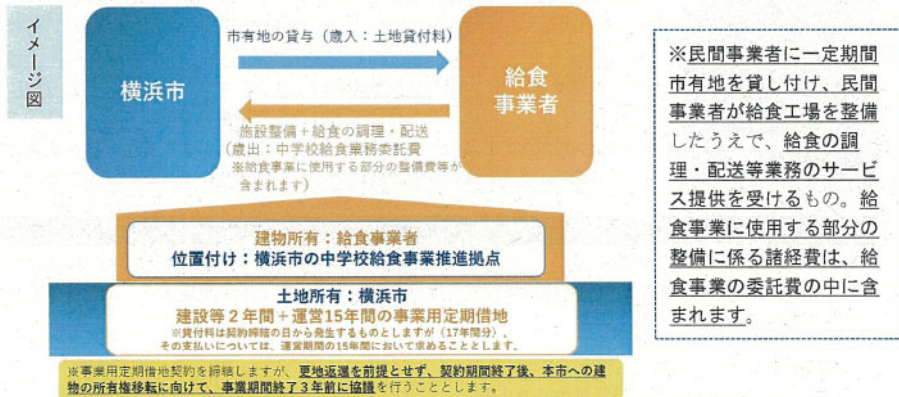 イメージ図
市有地の貸与（歳入：土地貸付料）
横浜市
給食
事業者
施設整備＋給食の調理・配送
（歳出：中学校給食業務委託費
※給食事業に使用する部分の整備費等が
含まれます）
建物所有：給食事業者
位置付け：横浜市の中学校給食事業推進拠点
土地所有：横浜市
建設等２年間＋運営15年間の事業用定期借地
※貸付料は契約締結の日から発生するものとしますが（17年間分）、
その支払いについては、運営期間の15年間において求めることとします。
※事業用定期借地契約を締結しますが、更地返還を前提とせず、契約期間終了後、本市への建
物の所有権移転に向けて、事業期間終了３年前に協議を行うこととします。
※民間事業者に一定期間
市有地を貸し付け、民間
事業者が給食工場を整備
したうえで、給食の調
理・配送等業務のサービ
ス提供を受けるもの。給
食事業に使用する部分の
整備に係る諸経費は、給
食事業の委託費の中に含
まれます。